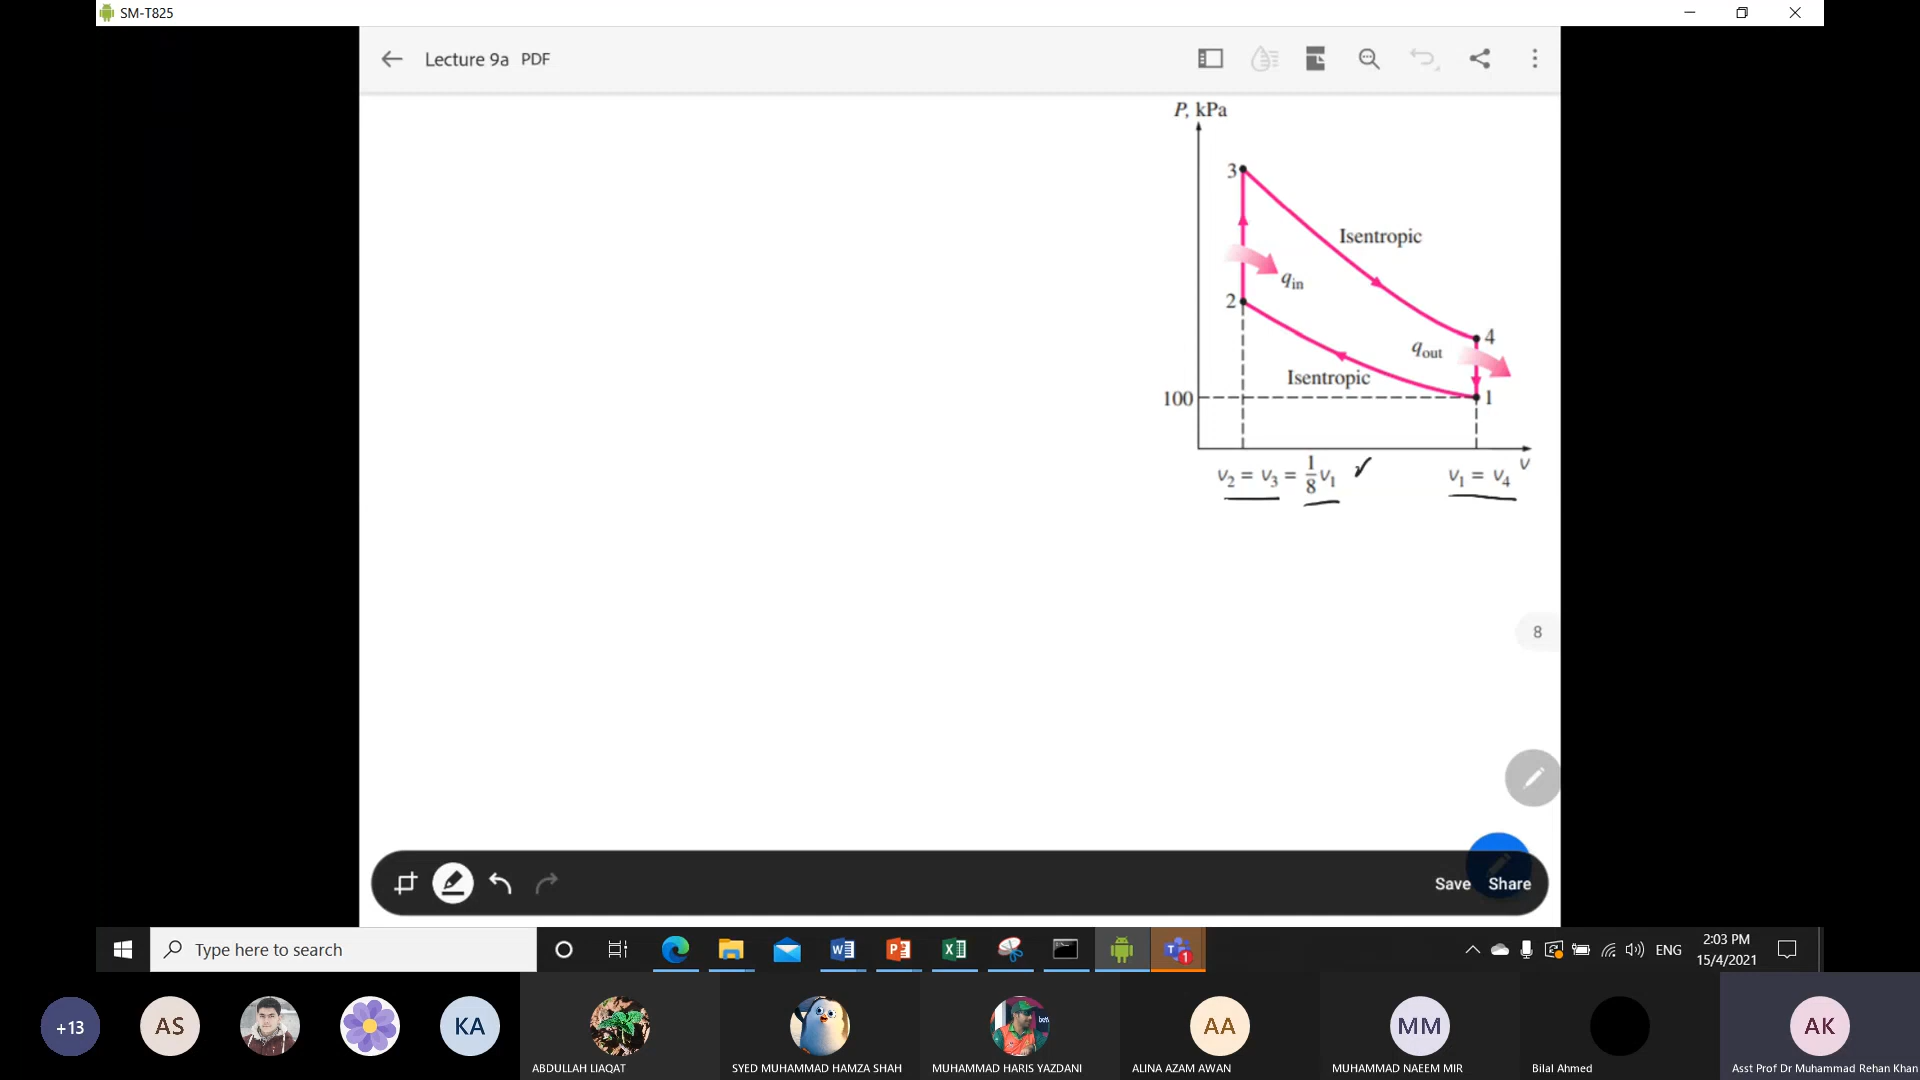 SM-T825
Lecture 9a PDF
P, kPa
3
Isentropic
q_in
2
4
q_out
Isentropic
100
1
v
v₂ = v₃ = 1/8 v₁ ✓
v₁ = v₄
8
Save Share
Type here to search
1
ENG
2:03 PM
15/4/2021
+13
AS
KA
AA
MM
AK
ABDULLAH LIAQAT
SYED MUHAMMAD HAMZA SHAH
MUHAMMAD HARIS YAZDANI
ALINA AZAM AWAN
MUHAMMAD NAEEM MIR
Bilal Ahmed
Asst Prof Dr Muhammad Rehan Khan